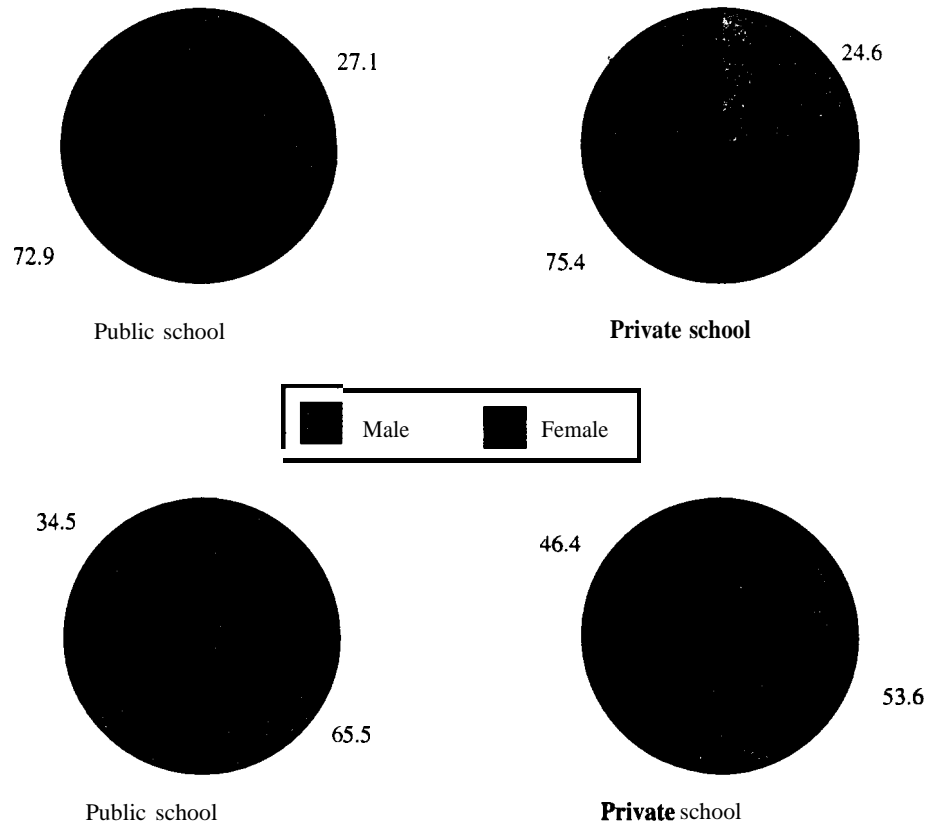 27.1
24.6
72.9
75.4
Public school
Private school
Male Female
34.5
46.4
65.5
53.6
Public school
Private school